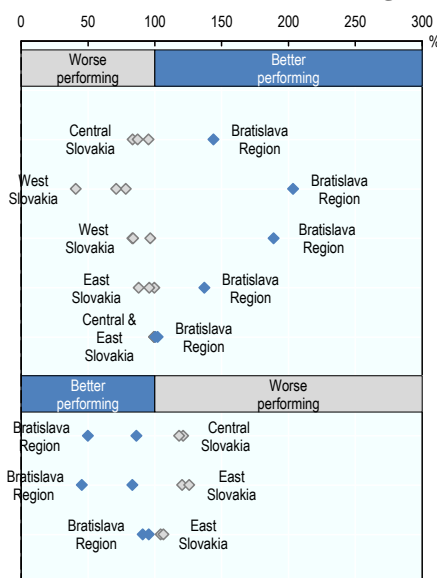 0 50 100 150 200 250 300
%
Worse
performing
Better
performing
Central
Slovakia
Bratislava
Region
West
Slovakia
Bratislava
Region
West
Slovakia
Bratislava
Region
East
Slovakia
Bratislava
Region
Central &
East
Slovakia
Bratislava
Region
Better
performing
Worse
performing
Bratislava
Region
Central
Slovakia
Bratislava
Region
East
Slovakia
Bratislava
Region
East
Slovakia